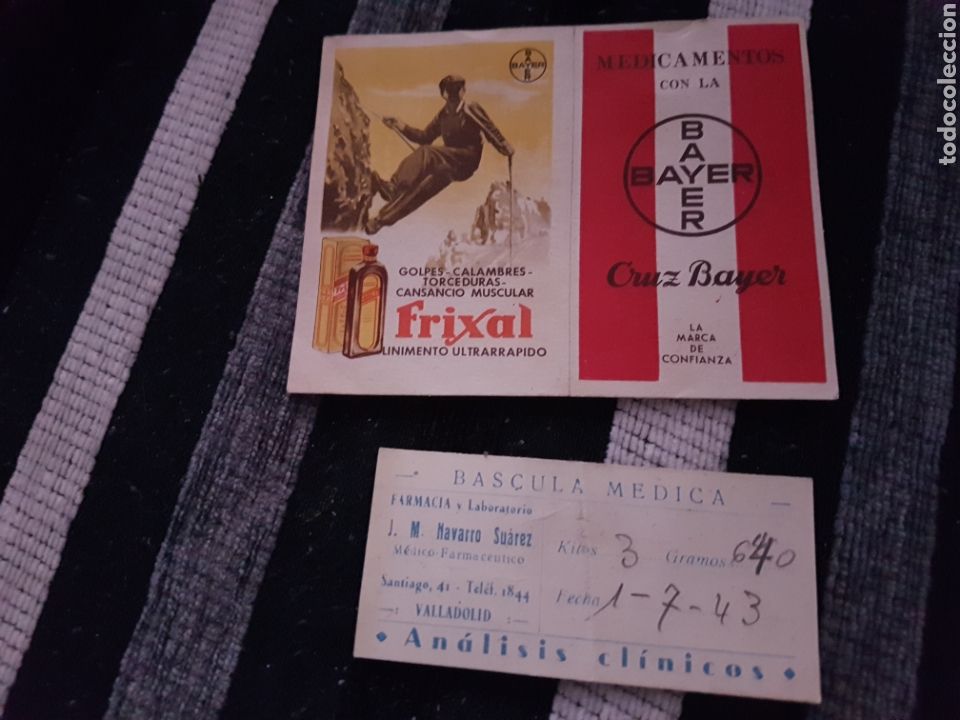 BAYER
BAYER
GOLPES-CALAMBRES-
TORCEDURAS-
CANSANCIO MUSCULAR
Frixal
LINIMENTO ULTRARRAPIDO
MEDICAMENTOS
CON LA
BAYER
BAYER
Cruz Bayer
LA
MARCA
DE
CONFIANZA
BASCULA MEDICA
FARMACIA y Laboratorio
J. M. Navarro Suárez
Médico-Farmacéutico
Santiago, 41 - Teléf. 1844
—: VALLADOLID :—
Kilos 3 Gramos 640
Fecha 1-7-43
Análisis clínicos
todocoleccion